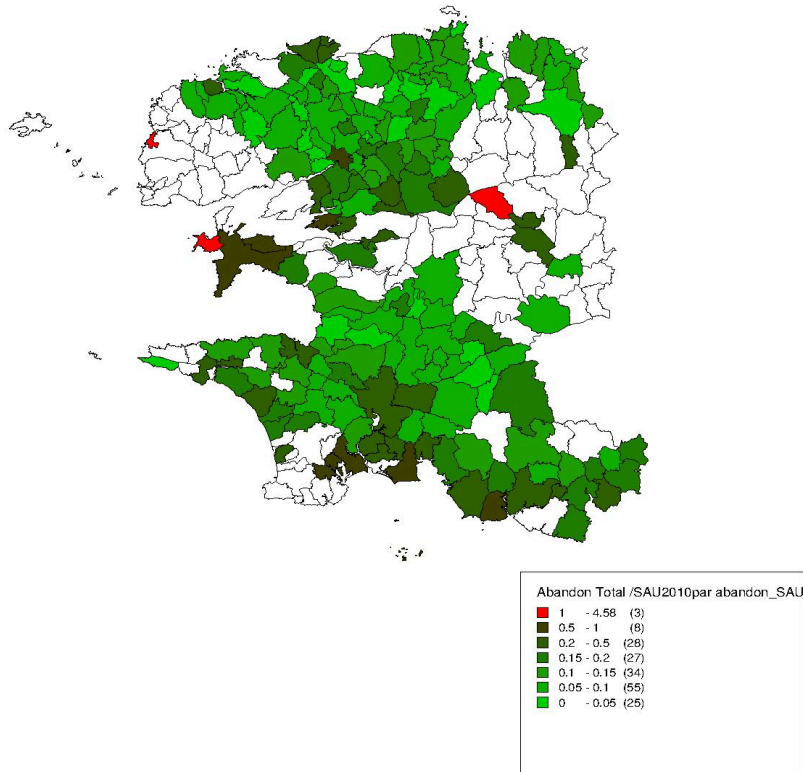 Abandon Total /SAU2010par abandon_SAU
1 - 4.58 (3)
0.5 - 1 (8)
0.2 - 0.5 (28)
0.15 - 0.2 (27)
0.1 - 0.15 (34)
0.05 - 0.1 (55)
0 - 0.05 (25)